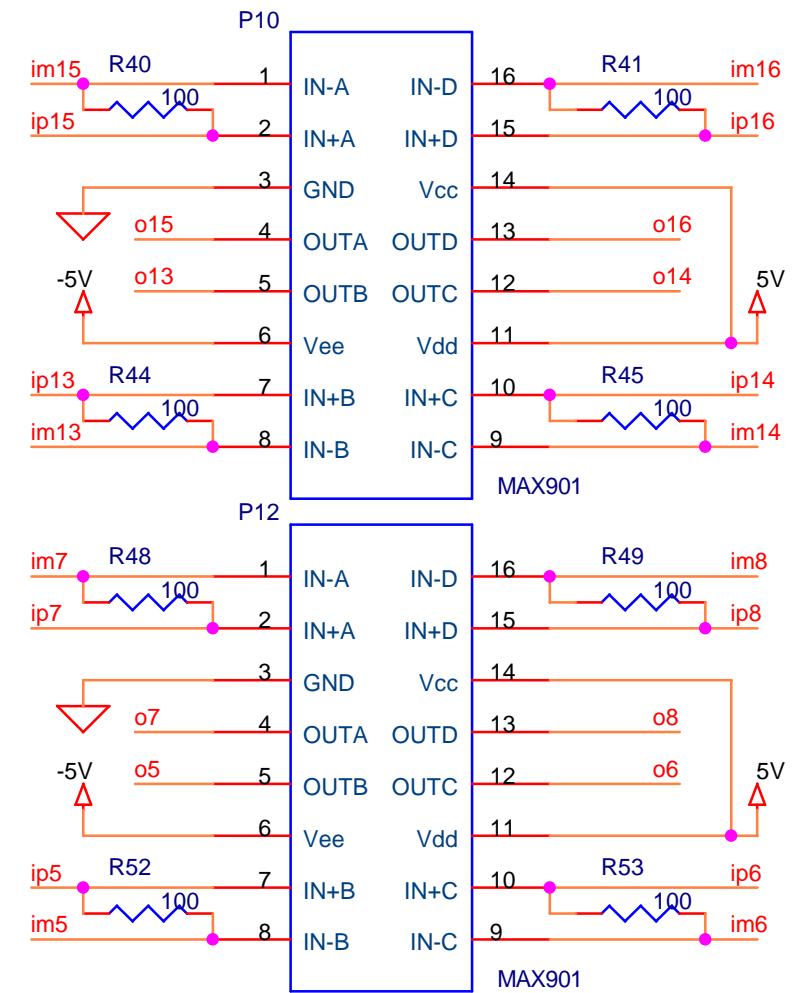 P10
im15 R40 1 IN-A IN-D 16 R41 im16
100 100
ip15 2 IN+A IN+D 15 ip16
3 GND Vcc 14
o15 4 OUTA OUTD 13 o16
-5V o13 5 OUTB OUTC 12 o14 5V
6 Vee Vdd 11
ip13 R44 7 IN+B IN+C 10 R45 ip14
100 100
im13 8 IN-B IN-C 9 im14
MAX901
P12
im7 R48 1 IN-A IN-D 16 R49 im8
100 100
ip7 2 IN+A IN+D 15 ip8
3 GND Vcc 14
o7 4 OUTA OUTD 13 o8
-5V o5 5 OUTB OUTC 12 o6 5V
6 Vee Vdd 11
ip5 R52 7 IN+B IN+C 10 R53 ip6
100 100
im5 8 IN-B IN-C 9 im6
MAX901